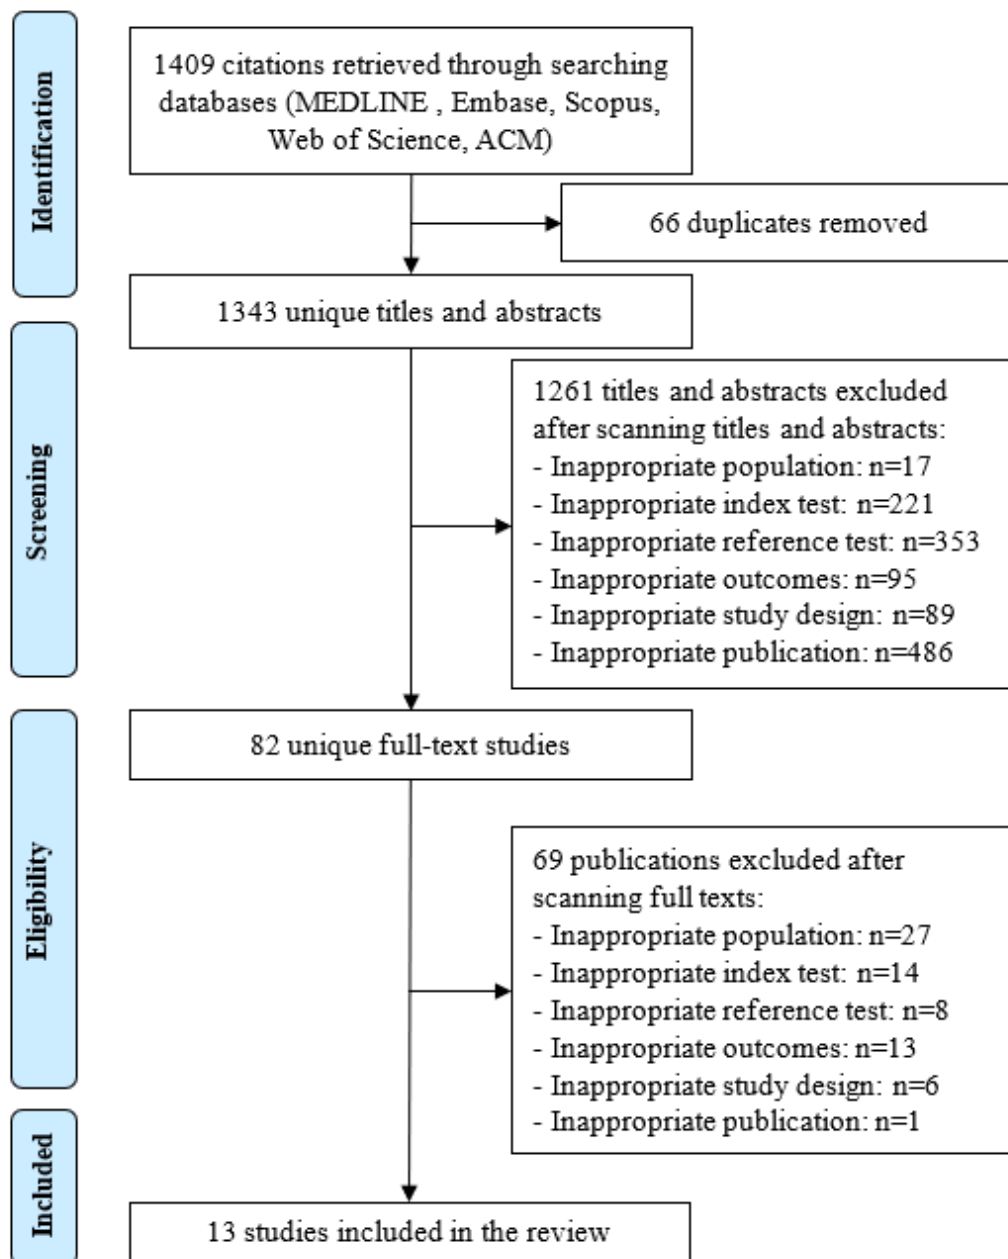 Identification
1409 citations retrieved through searching
databases (MEDLINE , Embase, Scopus,
Web of Science, ACM)
66 duplicates removed
1343 unique titles and abstracts
Screening
1261 titles and abstracts excluded
after scanning titles and abstracts:
- Inappropriate population: n=17
- Inappropriate index test: n=221
- Inappropriate reference test: n=353
- Inappropriate outcomes: n=95
- Inappropriate study design: n=89
- Inappropriate publication: n=486
82 unique full-text studies
Eligibility
69 publications excluded after
scanning full texts:
- Inappropriate population: n=27
- Inappropriate index test: n=14
- Inappropriate reference test: n=8
- Inappropriate outcomes: n=13
- Inappropriate study design: n=6
- Inappropriate publication: n=1
Included
13 studies included in the review